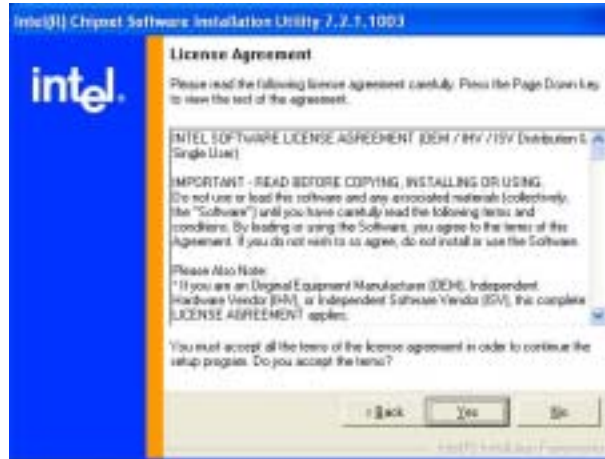 Intel(R) Chipset Software Installation Utility 7.2.1.1003
intel.
License Agreement
Please read the following license agreement carefully. Press the Page Down key
to view the rest of the agreement.
INTEL SOFTWARE LICENSE AGREEMENT (OEM / IHV / ISV Distribution &
Single User)
IMPORTANT - READ BEFORE COPYING, INSTALLING OR USING.
Do not use or load this software and any associated materials (collectively,
the "Software") until you have carefully read the following terms and
conditions. By loading or using the Software, you agree to the terms of this
Agreement. If you do not wish to so agree, do not install or use the Software.
Please Also Note:
* If you are an Original Equipment Manufacturer (OEM), Independent
Hardware Vendor (IHV), or Independent Software Vendor (ISV), this complete
LICENSE AGREEMENT applies;
You must accept all the terms of the license agreement in order to continue the
setup program. Do you accept the terms?
< Back
Yes
No
Intel(R) Installation Framework